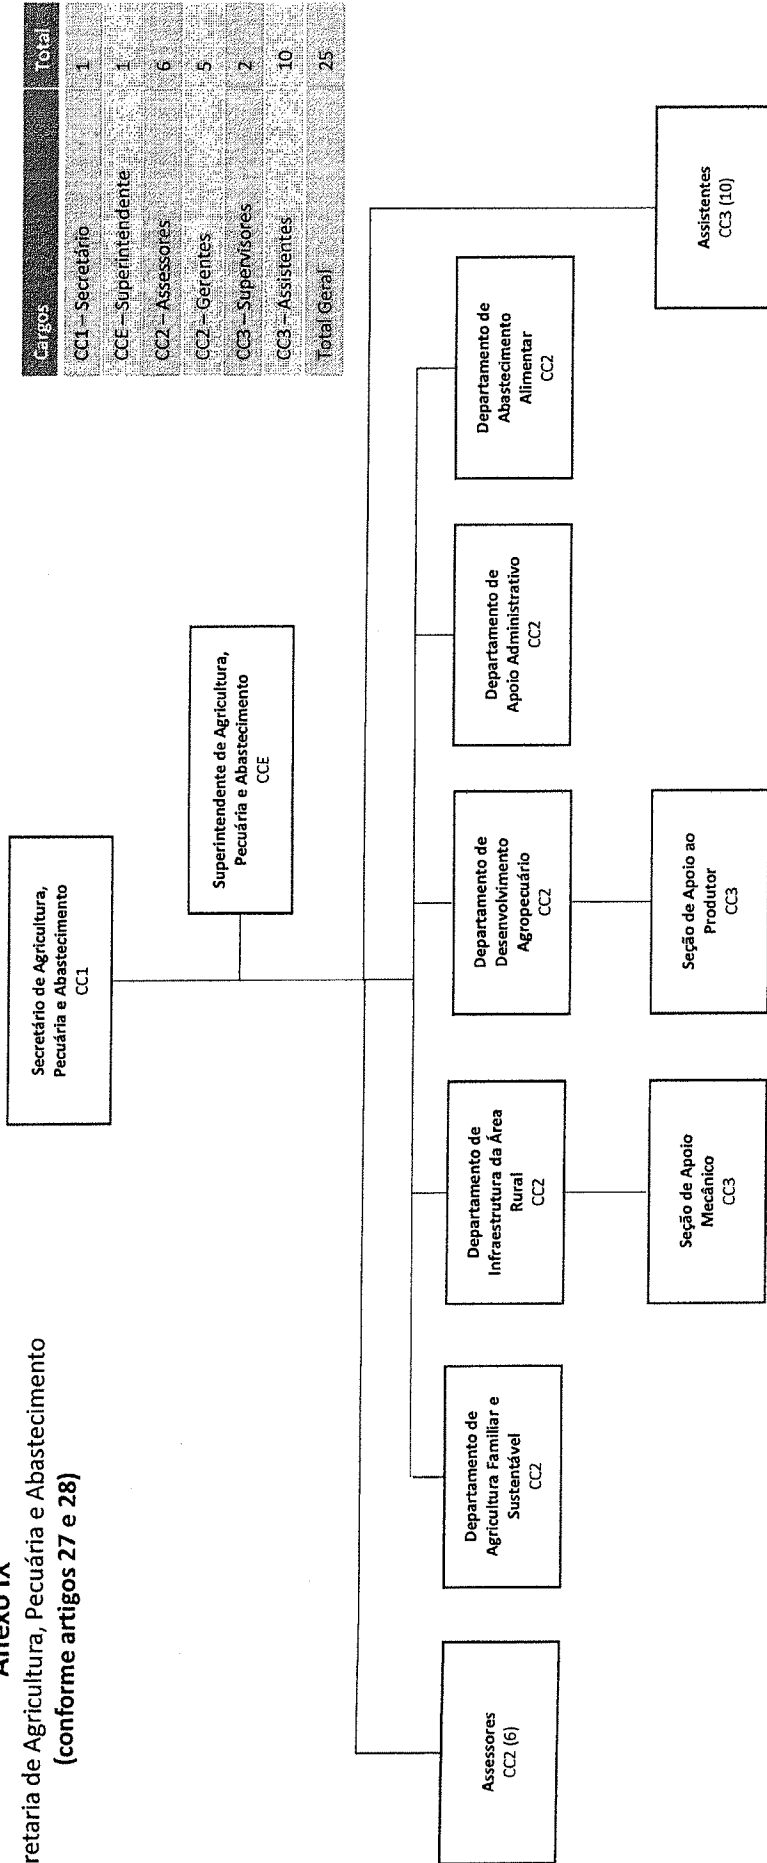 Anexo IX
retaria de Agricultura, Pecuária e Abastecimento
(conforme artigos 27 e 28)
Cargos Total
CC1 – Secretário 1
CCE – Superintendente 1
CC2 – Assessores 6
CC2 – Gerentes 5
CC3 – Supervisores 2
CC3 – Assistentes 10
Total Geral 25
Secretário de Agricultura,
Pecuária e Abastecimento
CC1
Superintendente de Agricultura,
Pecuária e Abastecimento
CCE
Assessores
CC2 (6)
Departamento de
Agricultura Familiar e
Sustentável
CC2
Departamento de
Infraestrutura da Área
Rural
CC2
Departamento de
Desenvolvimento
Agropecuário
CC2
Departamento de
Apoio Administrativo
CC2
Departamento de
Abastecimento
Alimentar
CC2
Seção de Apoio
Mecânico
CC3
Seção de Apoio ao
Produtor
CC3
Assistentes
CC3 (10)